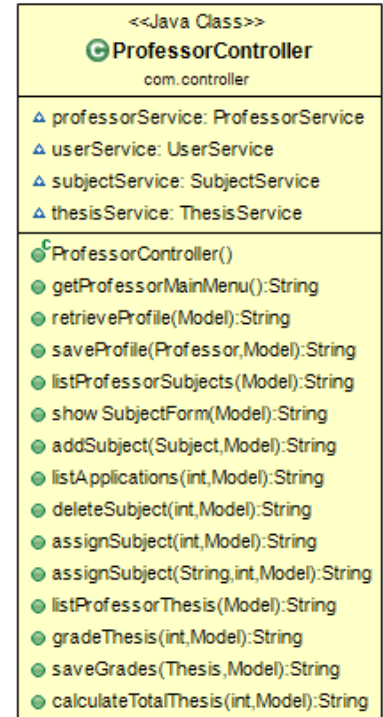 <<Java Class>>
ProfessorController
com.controller
professorService: ProfessorService
userService: UserService
subjectService: SubjectService
thesisService: ThesisService
ProfessorController()
getProfessorMainMenu():String
retrieveProfile(Model):String
saveProfile(Professor,Model):String
listProfessorSubjects(Model):String
show SubjectForm(Model):String
addSubject(Subject,Model):String
listApplications(int,Model):String
deleteSubject(int,Model):String
assignSubject(int,Model):String
assignSubject(String,int,Model):String
listProfessorThesis(Model):String
gradeThesis(int,Model):String
saveGrades(Thesis,Model):String
calculateTotalThesis(int,Model):String